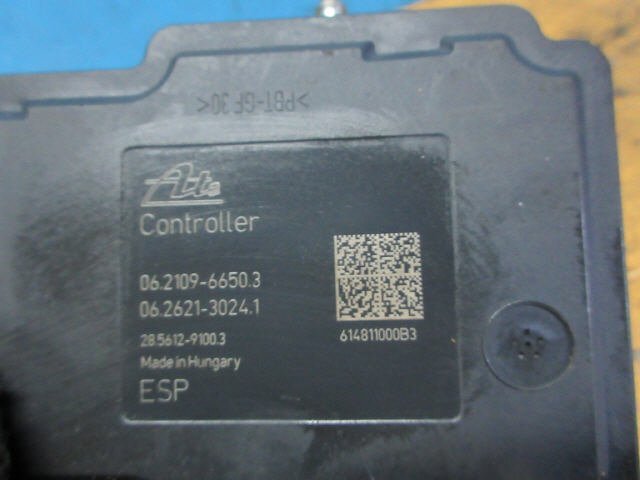 >PBT-GF30<
Ate
Controller
06.2109-6650.3
06.2621-3024.1
28.5612-9100.3
Made in Hungary
ESP
614811000B3